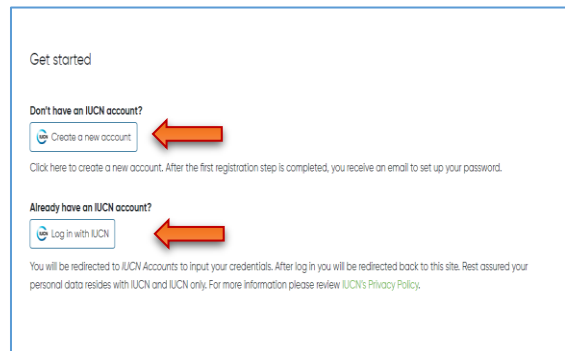 Get started
Don't have an IUCN account?
IUCN Create a new account
Click here to create a new account. After the first registration step is completed, you receive an email to set up your password.
Already have an IUCN account?
IUCN Log in with IUCN
You will be redirected to IUCN Accounts to input your credentials. After log in you will be redirected back to this site. Rest assured your
personal data resides with IUCN and IUCN only. For more information please review IUCN's Privacy Policy.